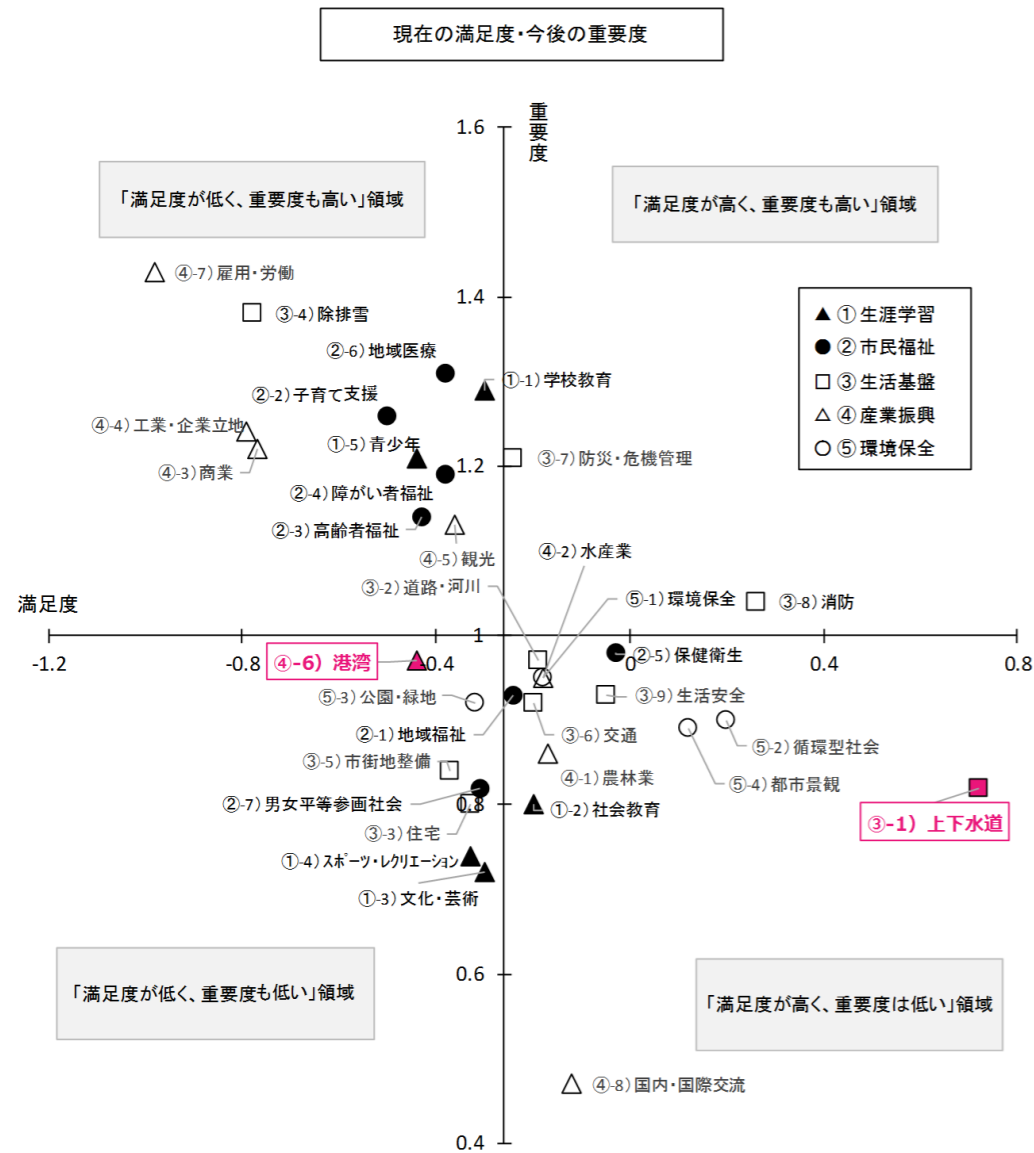 現在の満足度・今後の重要度
重要度
1.6
「満足度が低く、重要度も高い」領域
「満足度が高く、重要度も高い」領域
④-7）雇用・労働
1.4
③-4）除排雪
▲ ① 生涯学習
● ② 市民福祉
□ ③ 生活基盤
△ ④ 産業振興
○ ⑤ 環境保全
②-6）地域医療
①-1）学校教育
②-2）子育て支援
④-4）工業・企業立地
①-5）青少年
④-3）商業
1.2
③-7）防災・危機管理
②-4）障がい者福祉
②-3）高齢者福祉
④-5）観光
④-2）水産業
③-2）道路・河川
⑤-1）環境保全
満足度
③-8）消防
1
-1.2
-0.8
-0.4
0
0.4
0.8
④-6）港湾
②-5）保健衛生
⑤-3）公園・緑地
③-9）生活安全
②-1）地域福祉
③-6）交通
⑤-2）循環型社会
③-5）市街地整備
④-1）農林業
⑤-4）都市景観
②-7）男女平等参画社会
0.8
①-2）社会教育
③-1）上下水道
③-3）住宅
①-4）スポーツ・レクリエーション
①-3）文化・芸術
0.6
「満足度が低く、重要度も低い」領域
「満足度が高く、重要度は低い」領域
④-8）国内・国際交流
0.4